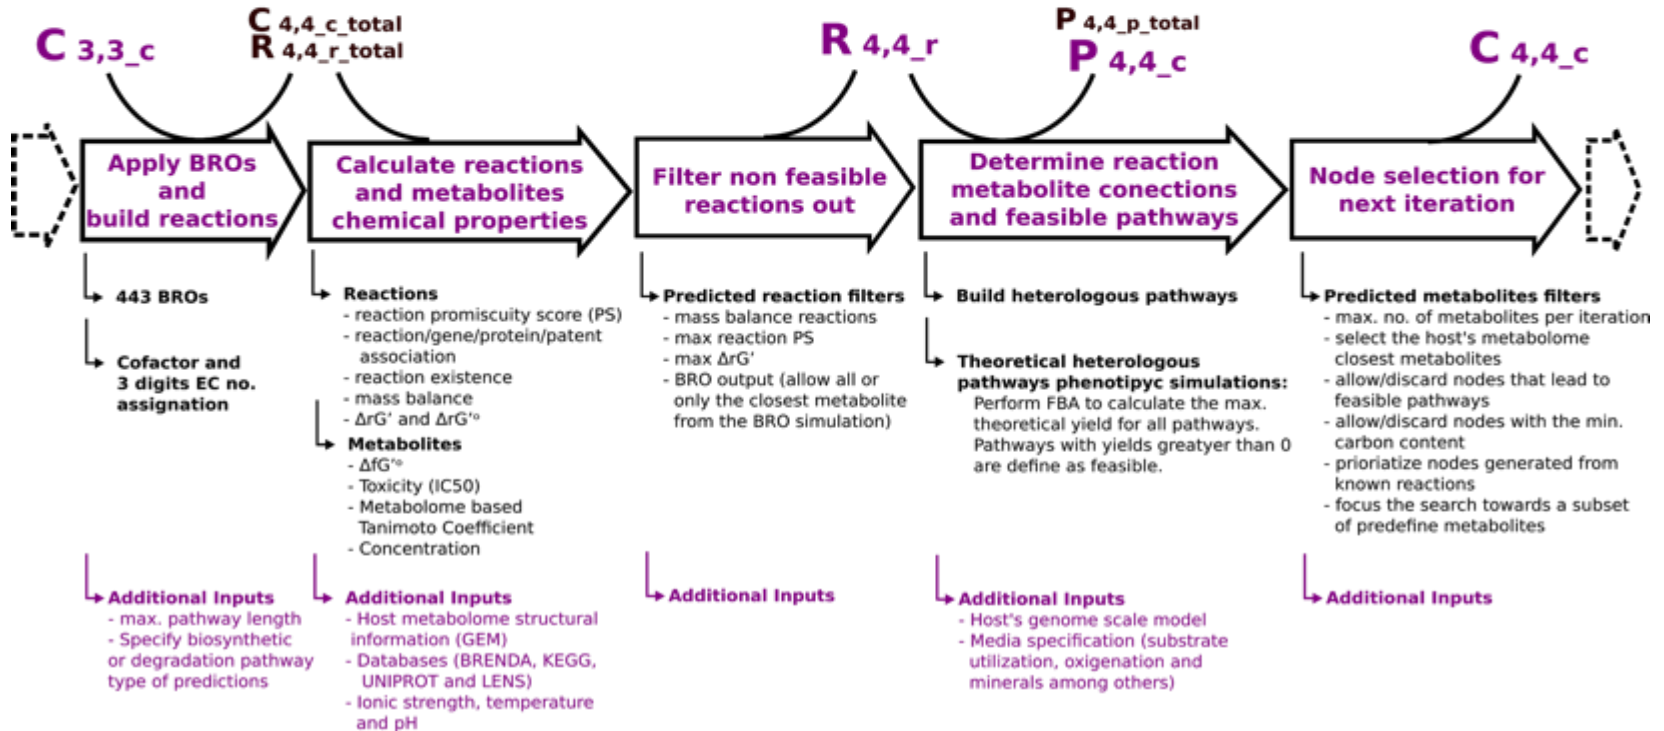 C 3,3_c
C 4,4_c_total
R 4,4_r_total
R 4,4_r
P 4,4_p_total
P 4,4_c
C 4,4_c
Apply BROs
and
build reactions
Calculate reactions
and metabolites
chemical properties
Filter non feasible
reactions out
Determine reaction
metabolite conections
and feasible pathways
Node selection for
next iteration
443 BROs
Cofactor and
3 digits EC no.
assignation
Reactions
- reaction promiscuity score (PS)
- reaction/gene/protein/patent
association
- reaction existence
- mass balance
- ΔrG' and ΔrG'°
Metabolites
- ΔfG'°
- Toxicity (IC50)
- Metabolome based
Tanimoto Coefficient
- Concentration
Predicted reaction filters
- mass balance reactions
- max reaction PS
- max ΔrG'
- BRO output (allow all or
only the closest metabolite
from the BRO simulation)
Build heterologous pathways
Theoretical heterologous
pathways phenotipyc simulations:
Perform FBA to calculate the max.
theoretical yield for all pathways.
Pathways with yields greatyer than 0
are define as feasible.
Predicted metabolites filters
- max. no. of metabolites per iteration
- select the host's metabolome
closest metabolites
- allow/discard nodes that lead to
feasible pathways
- allow/discard nodes with the min.
carbon content
- prioriatize nodes generated from
known reactions
- focus the search towards a subset
of predefine metabolites
Additional Inputs
- max. pathway length
- Specify biosynthetic
or degradation pathway
type of predictions
Additional Inputs
- Host metabolome structural
information (GEM)
- Databases (BRENDA, KEGG,
UNIPROT and LENS)
- Ionic strength, temperature
and pH
Additional Inputs
Additional Inputs
- Host's genome scale model
- Media specification (substrate
utilization, oxigenation and
minerals among others)
Additional Inputs